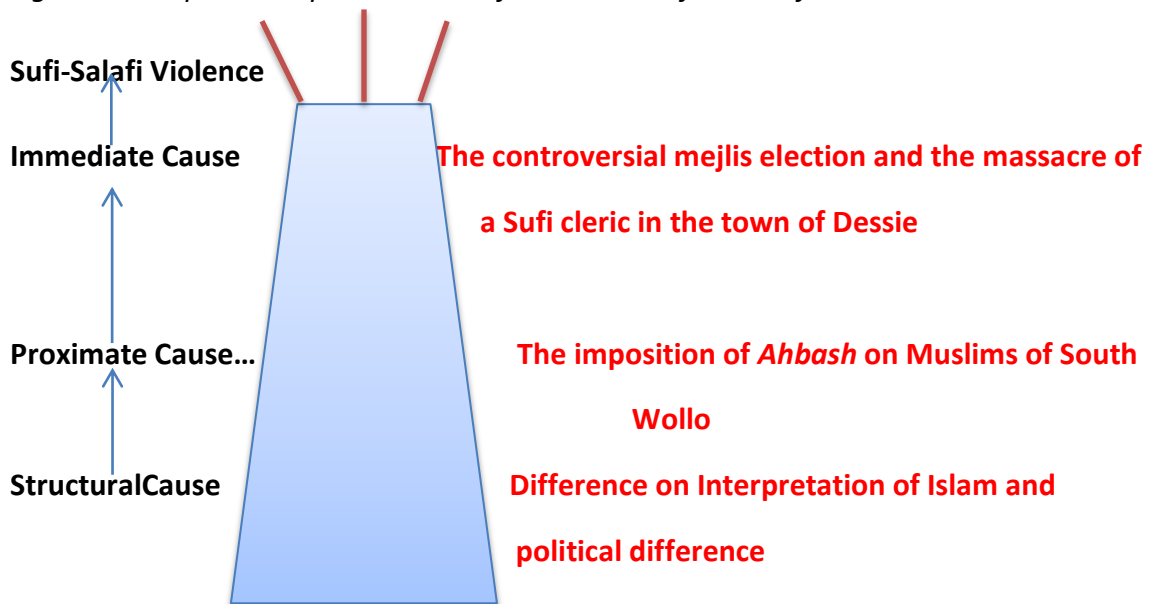 Sufi-Salafi Violence
Immediate Cause
The controversial mejlis election and the massacre of
a Sufi cleric in the town of Dessie
Proximate Cause…
The imposition of Ahbash on Muslims of South
Wollo
StructuralCause
Difference on Interpretation of Islam and
political difference